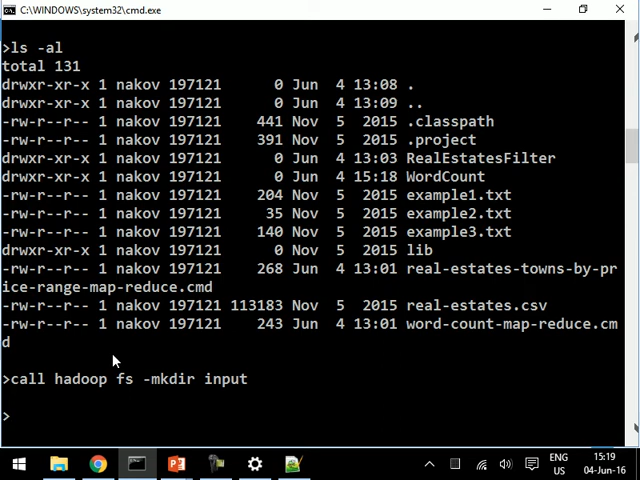 C:\WINDOWS\system32\cmd.exe
>ls -al
total 131
drwxr-xr-x 1 nakov 197121      0 Jun  4 13:08 .
drwxr-xr-x 1 nakov 197121      0 Jun  4 13:09 ..
-rw-r--r-- 1 nakov 197121    441 Nov  5  2015 .classpath
-rw-r--r-- 1 nakov 197121    391 Nov  5  2015 .project
drwxr-xr-x 1 nakov 197121      0 Jun  4 13:03 RealEstatesFilter
drwxr-xr-x 1 nakov 197121      0 Jun  4 15:18 WordCount
-rw-r--r-- 1 nakov 197121    204 Nov  5  2015 example1.txt
-rw-r--r-- 1 nakov 197121     35 Nov  5  2015 example2.txt
-rw-r--r-- 1 nakov 197121    140 Nov  5  2015 example3.txt
drwxr-xr-x 1 nakov 197121      0 Nov  5  2015 lib
-rw-r--r-- 1 nakov 197121    268 Jun  4 13:01 real-estates-towns-by-pr
ice-range-map-reduce.cmd
-rw-r--r-- 1 nakov 197121 113183 Nov  5  2015 real-estates.csv
-rw-r--r-- 1 nakov 197121    243 Jun  4 13:01 word-count-map-reduce.cm
d
>call hadoop fs -mkdir input
>
ENG
US
15:19
04-Jun-16